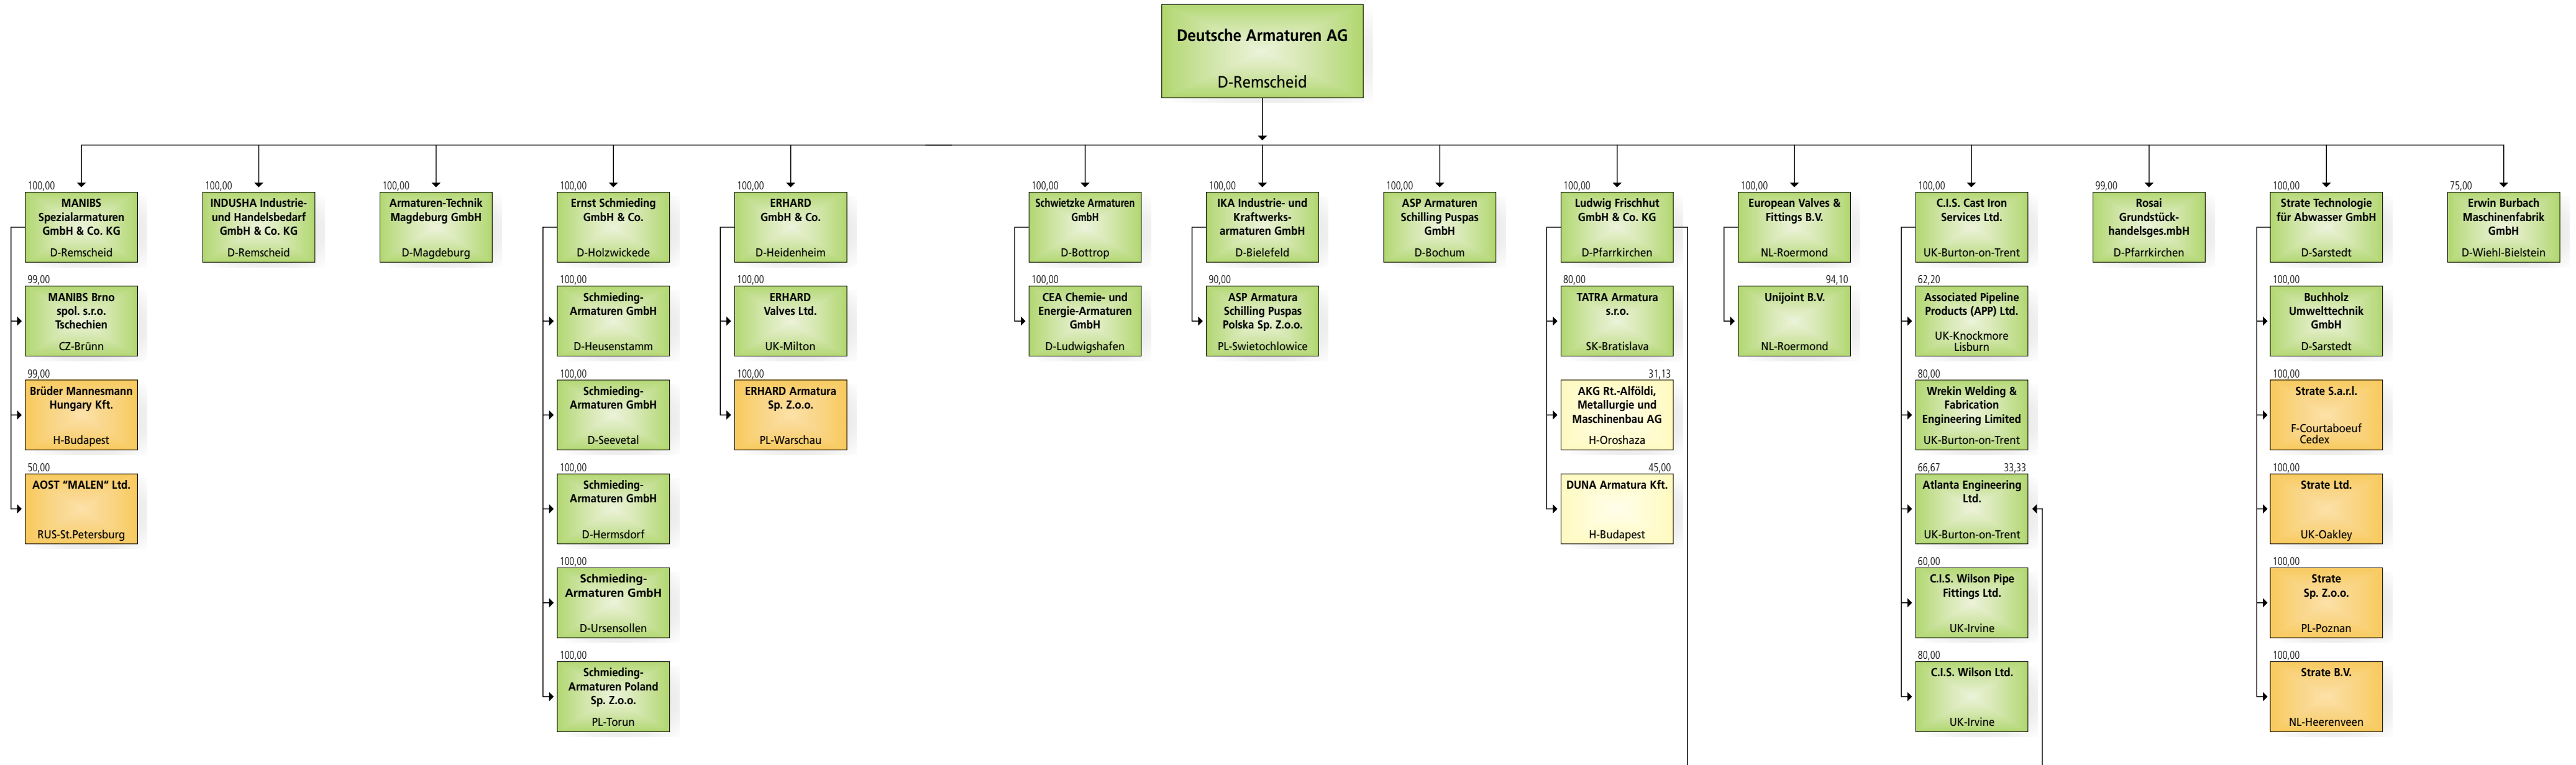 Deutsche Armaturen AG
D-Remscheid
100,00
MANIBS
Spezialarmaturen
GmbH & Co. KG
D-Remscheid
99,00
MANIBS Brno
spol. s.r.o.
Tschechien
CZ-Brünn
99,00
Brüder Mannesmann
Hungary Kft.
H-Budapest
50,00
AOST "MALEN" Ltd.
RUS-St.Petersburg
100,00
INDUSHA Industrie-
und Handelsbedarf
GmbH & Co. KG
D-Remscheid
100,00
Armaturen-Technik
Magdeburg GmbH
D-Magdeburg
100,00
Ernst Schmieding
GmbH & Co.
D-Holzwickede
100,00
Schmieding-
Armaturen GmbH
D-Heusenstamm
100,00
Schmieding-
Armaturen GmbH
D-Seevetal
100,00
Schmieding-
Armaturen GmbH
D-Hermsdorf
100,00
Schmieding-
Armaturen GmbH
D-Ursensollen
100,00
Schmieding-
Armaturen Poland
Sp. Z.o.o.
PL-Torun
100,00
ERHARD
GmbH & Co.
D-Heidenheim
100,00
ERHARD
Valves Ltd.
UK-Milton
100,00
ERHARD Armatura
Sp. Z.o.o.
PL-Warschau
100,00
Schwietzke Armaturen
GmbH
D-Bottrop
100,00
CEA Chemie- und
Energie-Armaturen
GmbH
D-Ludwigshafen
100,00
IKA Industrie- und
Kraftwerks-
armaturen GmbH
D-Bielefeld
90,00
ASP Armatura
Schilling Puspas
Polska Sp. Z.o.o.
PL-Swietochlowice
100,00
ASP Armaturen
Schilling Puspas
GmbH
D-Bochum
100,00
Ludwig Frischhut
GmbH & Co. KG
D-Pfarrkirchen
80,00
TATRA Armatura
s.r.o.
SK-Bratislava
31,13
AKG Rt.-Alföldi,
Metallurgie und
Maschinenbau AG
H-Oroshaza
45,00
DUNA Armatura Kft.
H-Budapest
100,00
European Valves &
Fittings B.V.
NL-Roermond
94,10
Unijoint B.V.
NL-Roermond
100,00
C.I.S. Cast Iron
Services Ltd.
UK-Burton-on-Trent
62,20
Associated Pipeline
Products (APP) Ltd.
UK-Knockmore
Lisburn
80,00
Wrekin Welding &
Fabrication
Engineering Limited
UK-Burton-on-Trent
66,67 33,33
Atlanta Engineering
Ltd.
UK-Burton-on-Trent
60,00
C.I.S. Wilson Pipe
Fittings Ltd.
UK-Irvine
80,00
C.I.S. Wilson Ltd.
UK-Irvine
99,00
Rosai
Grundstück-
handelsges.mbH
D-Pfarrkirchen
100,00
Strate Technologie
für Abwasser GmbH
D-Sarstedt
100,00
Buchholz
Umwelttechnik
GmbH
D-Sarstedt
100,00
Strate S.a.r.l.
F-Courtaboeuf
Cedex
100,00
Strate Ltd.
UK-Oakley
100,00
Strate
Sp. Z.o.o.
PL-Poznan
100,00
Strate B.V.
NL-Heerenveen
75,00
Erwin Burbach
Maschinenfabrik
GmbH
D-Wiehl-Bielstein